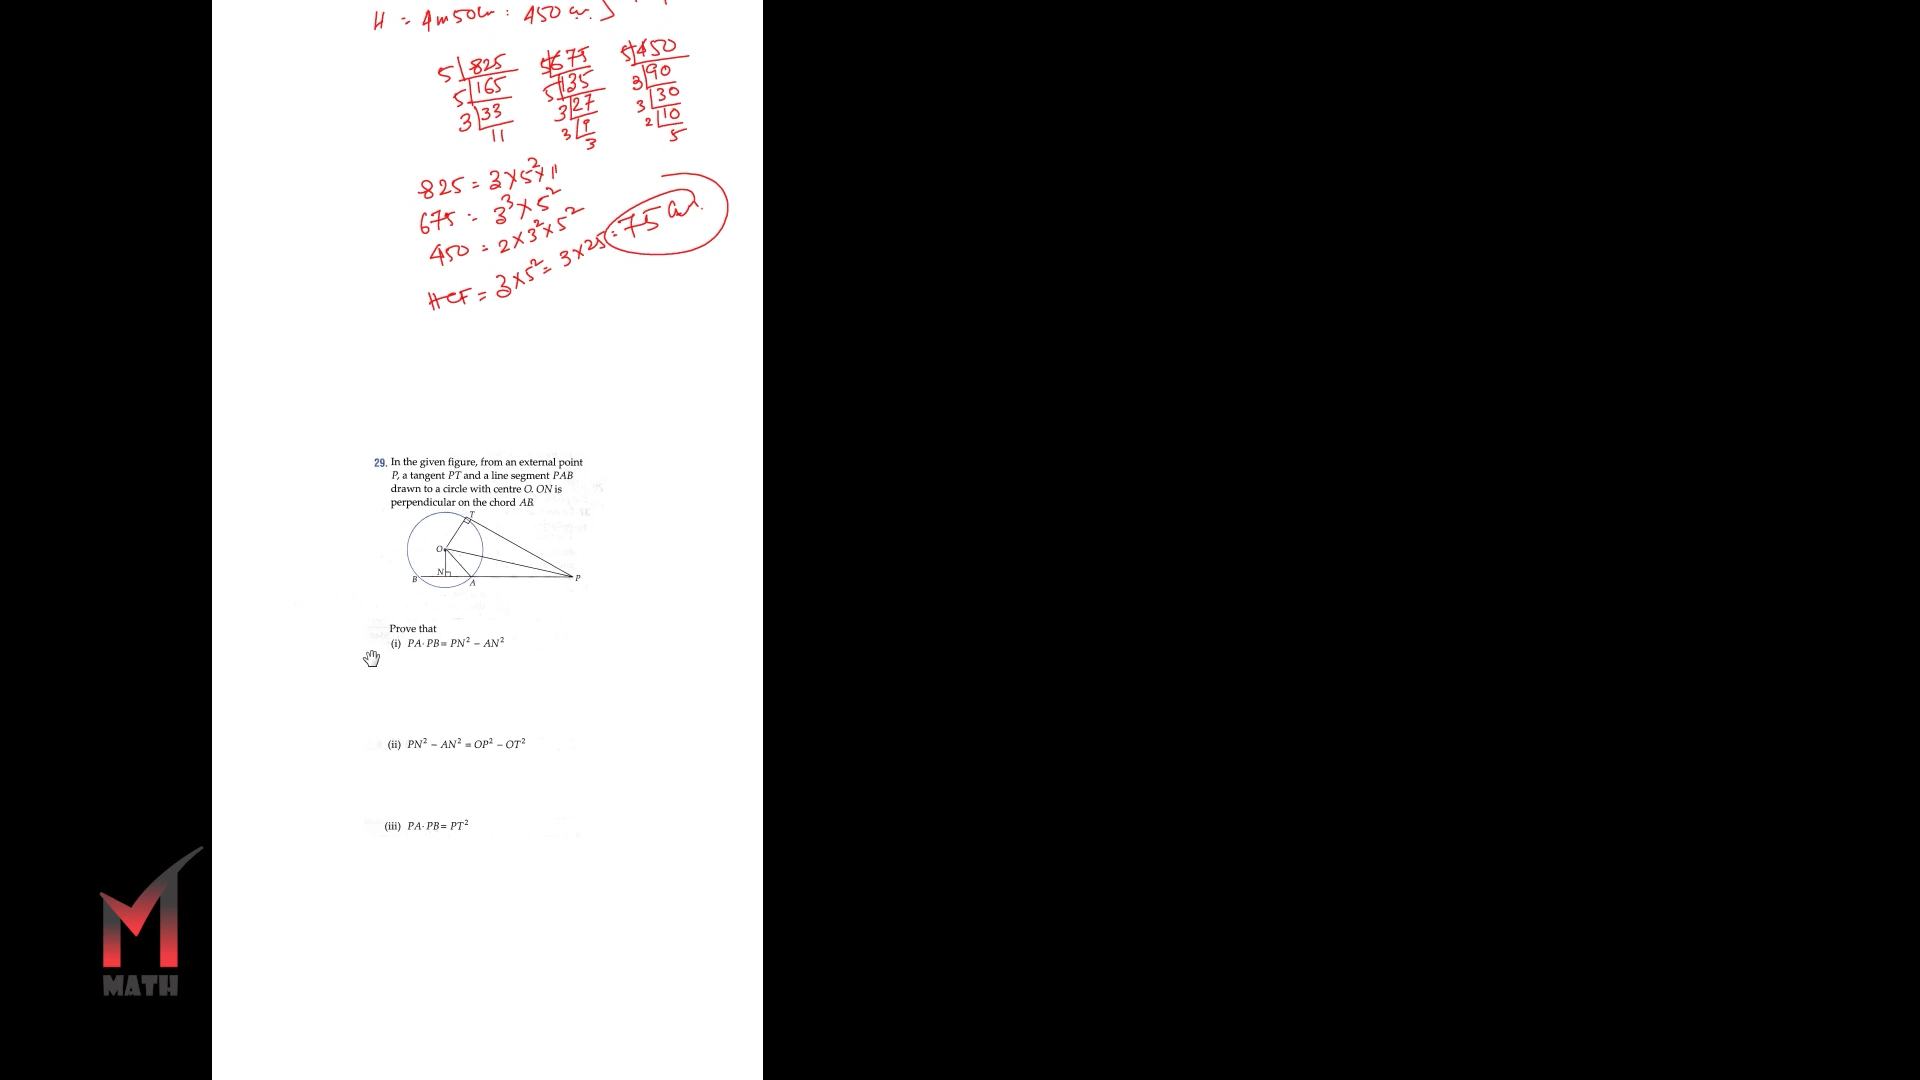 H = 4m50cm = 450 cm.
5 825 5 675 5 450
5 165 5 135 3 90
3 33 3 27 3 30
11 3 9 2 10
3 5
825 = 3×5²×11
675 = 3³×5²
450 = 2×3²×5²
HCF = 3×5² = 3×25 = 75 cm.
29. In the given figure, from an external point
P, a tangent PT and a line segment PAB
drawn to a circle with centre O. ON is
perpendicular on the chord AB.
T
O
N
B A P
Prove that
(i) PA·PB = PN² − AN²
(ii) PN² − AN² = OP² − OT²
(iii) PA·PB = PT²
M
MATH